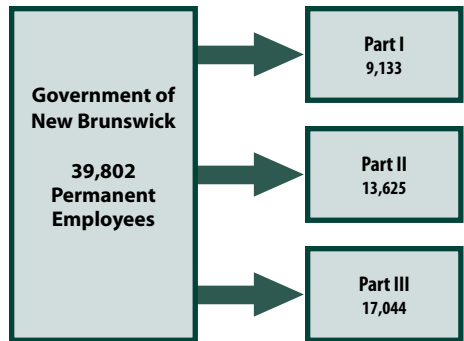 Government of
New Brunswick
39,802
Permanent
Employees
Part I
9,133
Part II
13,625
Part III
17,044